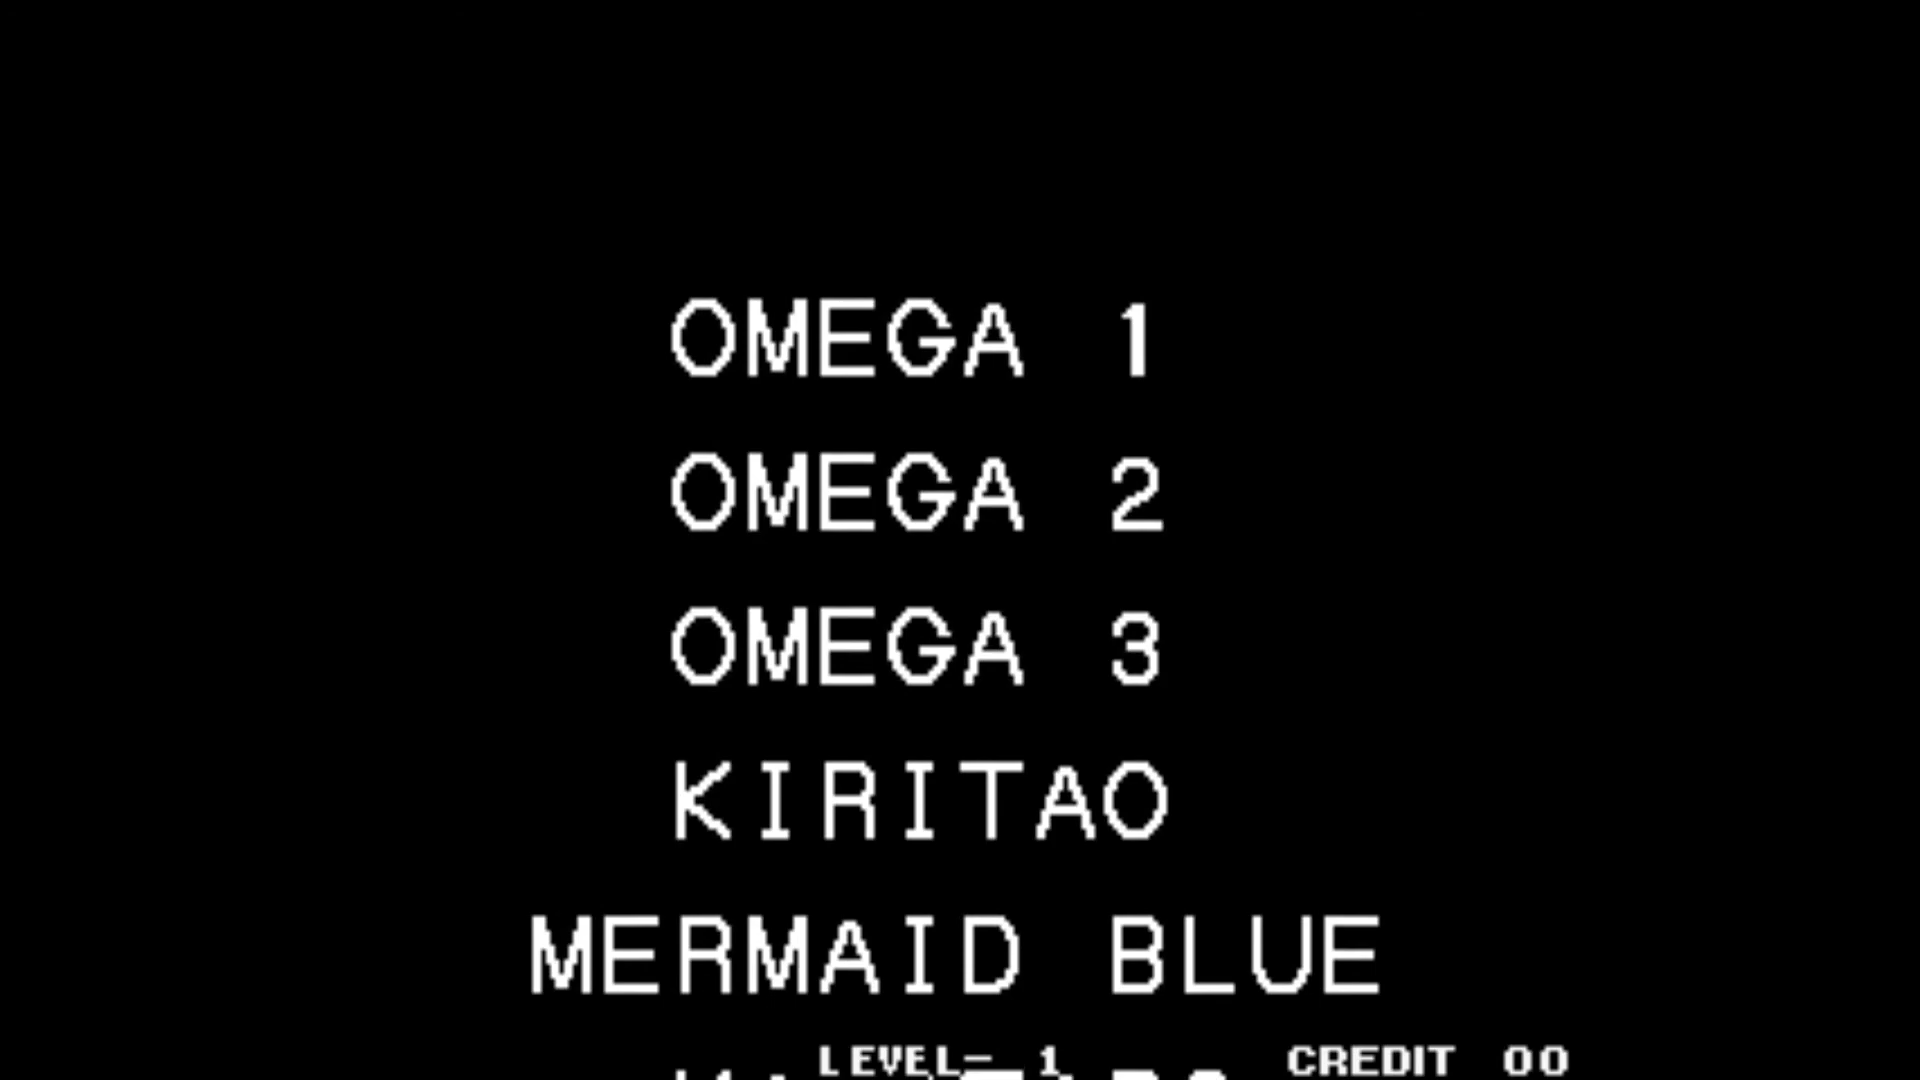 OMEGA 1
OMEGA 2
OMEGA 3
KIRITAO
MERMAID BLUE
LEVEL- 1 CREDIT 00